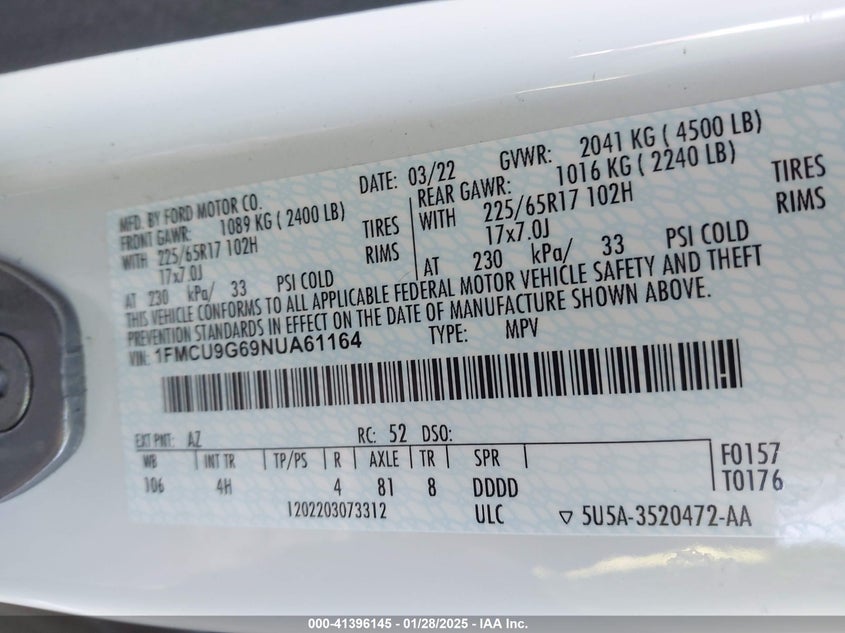 MFD. BY FORD MOTOR CO.
DATE: 03/22 GVWR: 2041 KG ( 4500 LB)
FRONT GAWR: 1089 KG ( 2400 LB) REAR GAWR: 1016 KG ( 2240 LB)
WITH 225/65R17 102H TIRES WITH 225/65R17 102H TIRES
17x7.0J RIMS 17x7.0J RIMS
AT 230 kPa/ 33 PSI COLD AT 230 kPa/ 33 PSI COLD
THIS VEHICLE CONFORMS TO ALL APPLICABLE FEDERAL MOTOR VEHICLE SAFETY AND THEFT
PREVENTION STANDARDS IN EFFECT ON THE DATE OF MANUFACTURE SHOWN ABOVE.
VIN: 1FMCU9G69NUA61164 TYPE: MPV
EXT PNT: AZ RC: 52 DSO:
WB INT TR TP/PS R AXLE TR SPR F0157
106 4H 4 81 8 DDDD T0176
1202203073312 ULC ▽ 5U5A-3520472-AA
000-41396145 - 01/28/2025 - IAA Inc.